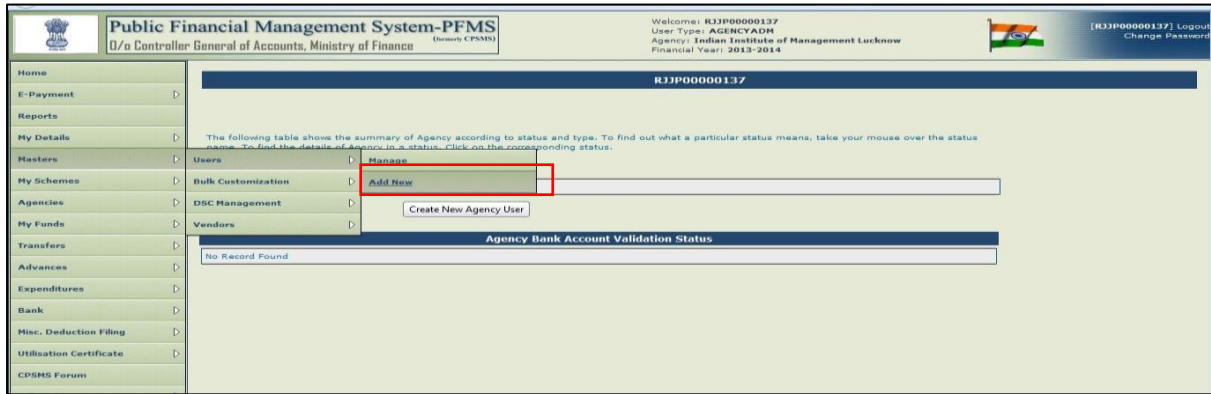 Public Financial Management System-PFMS
(formerly CPSMS)
O/o Controller General of Accounts, Ministry of Finance
Welcome: RJJP00000137
User Type: AGENCYADM
Agency: Indian Institute of Management Lucknow
Financial Year: 2013-2014
[RJJP00000137] Logout
Change Password
Home
E-Payment
Reports
My Details
Masters
My Schemes
Agencies
My Funds
Transfers
Advances
Expenditures
Bank
Misc. Deduction Filing
Utilisation Certificate
CPSMS Forum
Users
Bulk Customization
DSC Management
Vendors
Manage
Add New
RJJP00000137
The following table shows the summary of Agency according to status and type. To find out what a particular status means, take your mouse over the status
name. To find the details of Agency in a status. Click on the corresponding status.
Create New Agency User
Agency Bank Account Validation Status
No Record Found